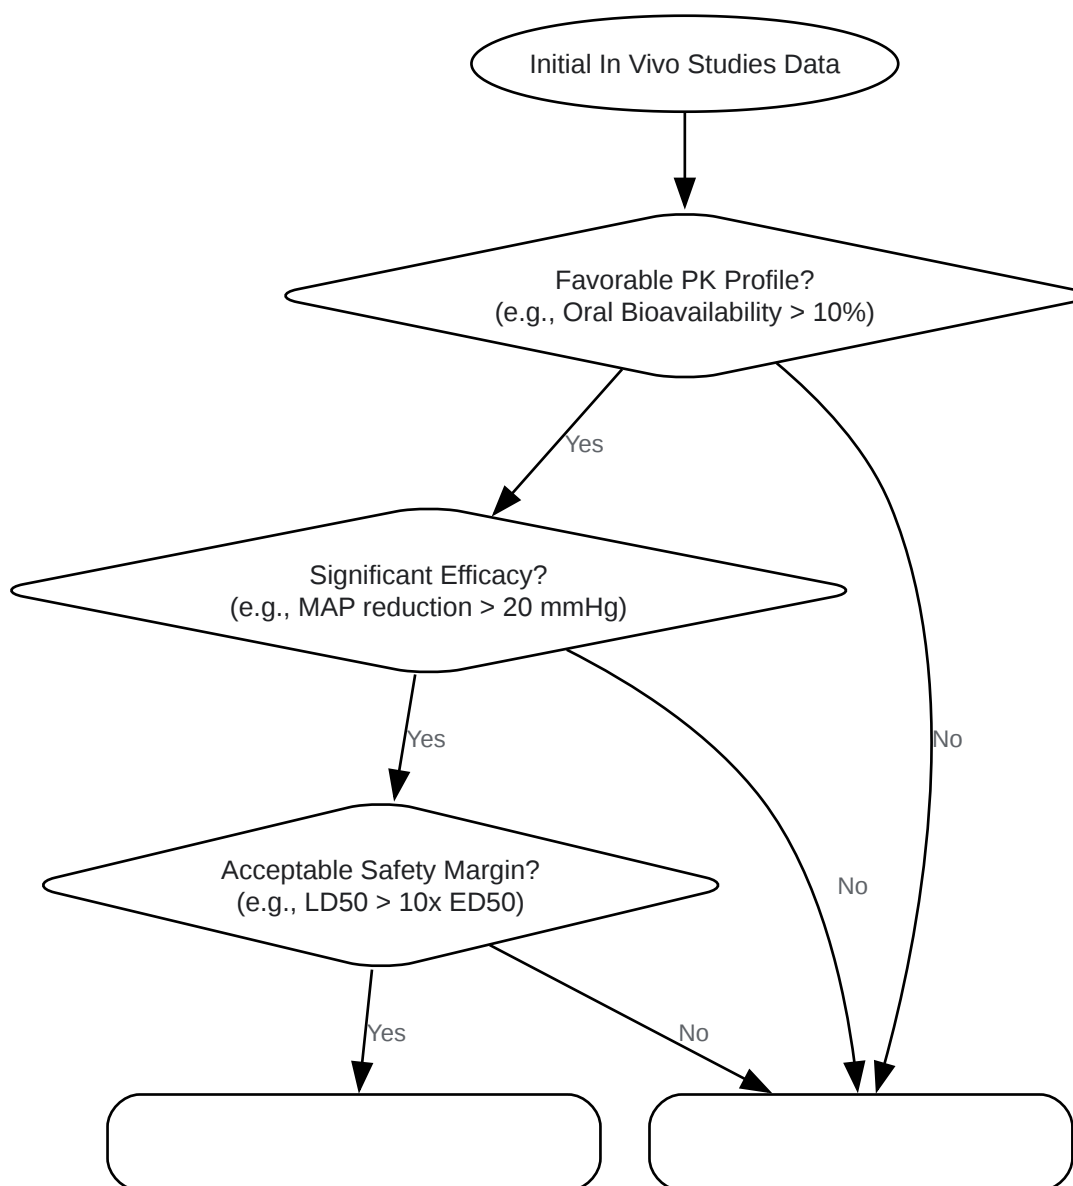 Initial In Vivo Studies Data
Favorable PK Profile?
(e.g., Oral Bioavailability > 10%)
Yes
Significant Efficacy?
(e.g., MAP reduction > 20 mmHg)
Yes
No
Acceptable Safety Margin?
(e.g., LD50 > 10x ED50)
No
Yes
No